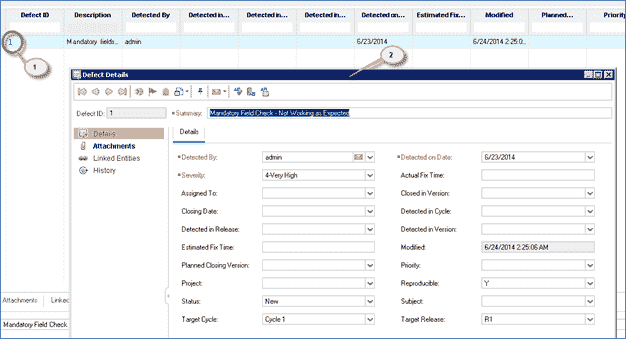 Defect ID Description Detected By Detected in... Detected in... Detected in... Detected on... Estimated Fix... Modified Planned... Priority
1 Mandatory fields... admin 6/23/2014 6/24/2014 2:25:0...
1 2
Defect Details
Defect ID: 1 *Summary: Mandatory Field Check - Not Working as Expected
Details Details
Attachments
Linked Entities
History
*Detected By: admin *Detected on Date: 6/23/2014
*Severity: 4-Very High Actual Fix Time:
Assigned To: Closed in Version:
Closing Date: Detected in Cycle:
Detected in Release: Detected in Version:
Estimated Fix Time: Modified: 6/24/2014 2:25:06 AM
Planned Closing Version: Priority:
Project: Reproducible: Y
Status: New Subject:
Target Cycle: Cycle 1 Target Release: R1
Attachments Linked
Mandatory Field Check